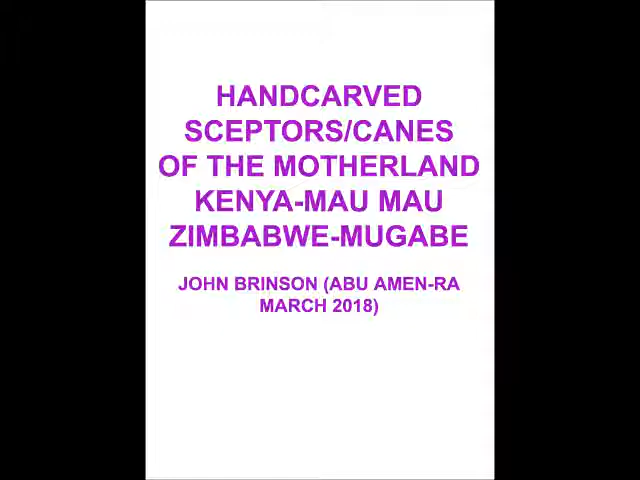 HANDCARVED
SCEPTORS/CANES
OF THE MOTHERLAND
KENYA-MAU MAU
ZIMBABWE-MUGABE
JOHN BRINSON (ABU AMEN-RA
MARCH 2018)